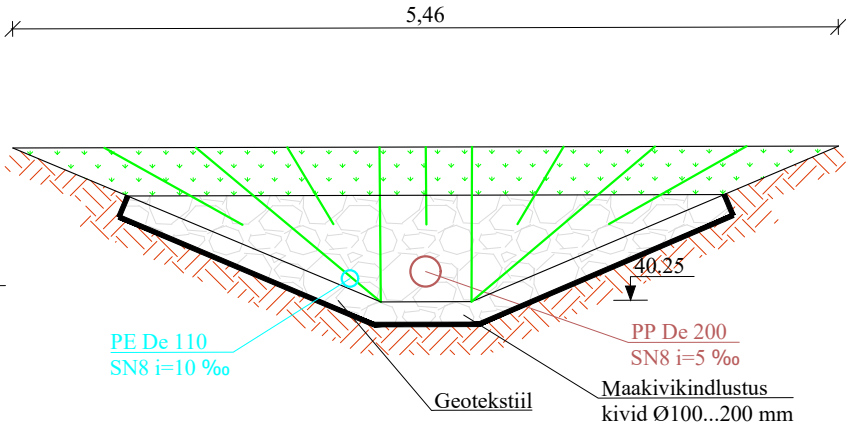 5,46
40,25
PE De 110
SN8 i=10 ‰
PP De 200
SN8 i=5 ‰
Geotekstiil
Maakivikindlustus
kivid Ø100...200 mm